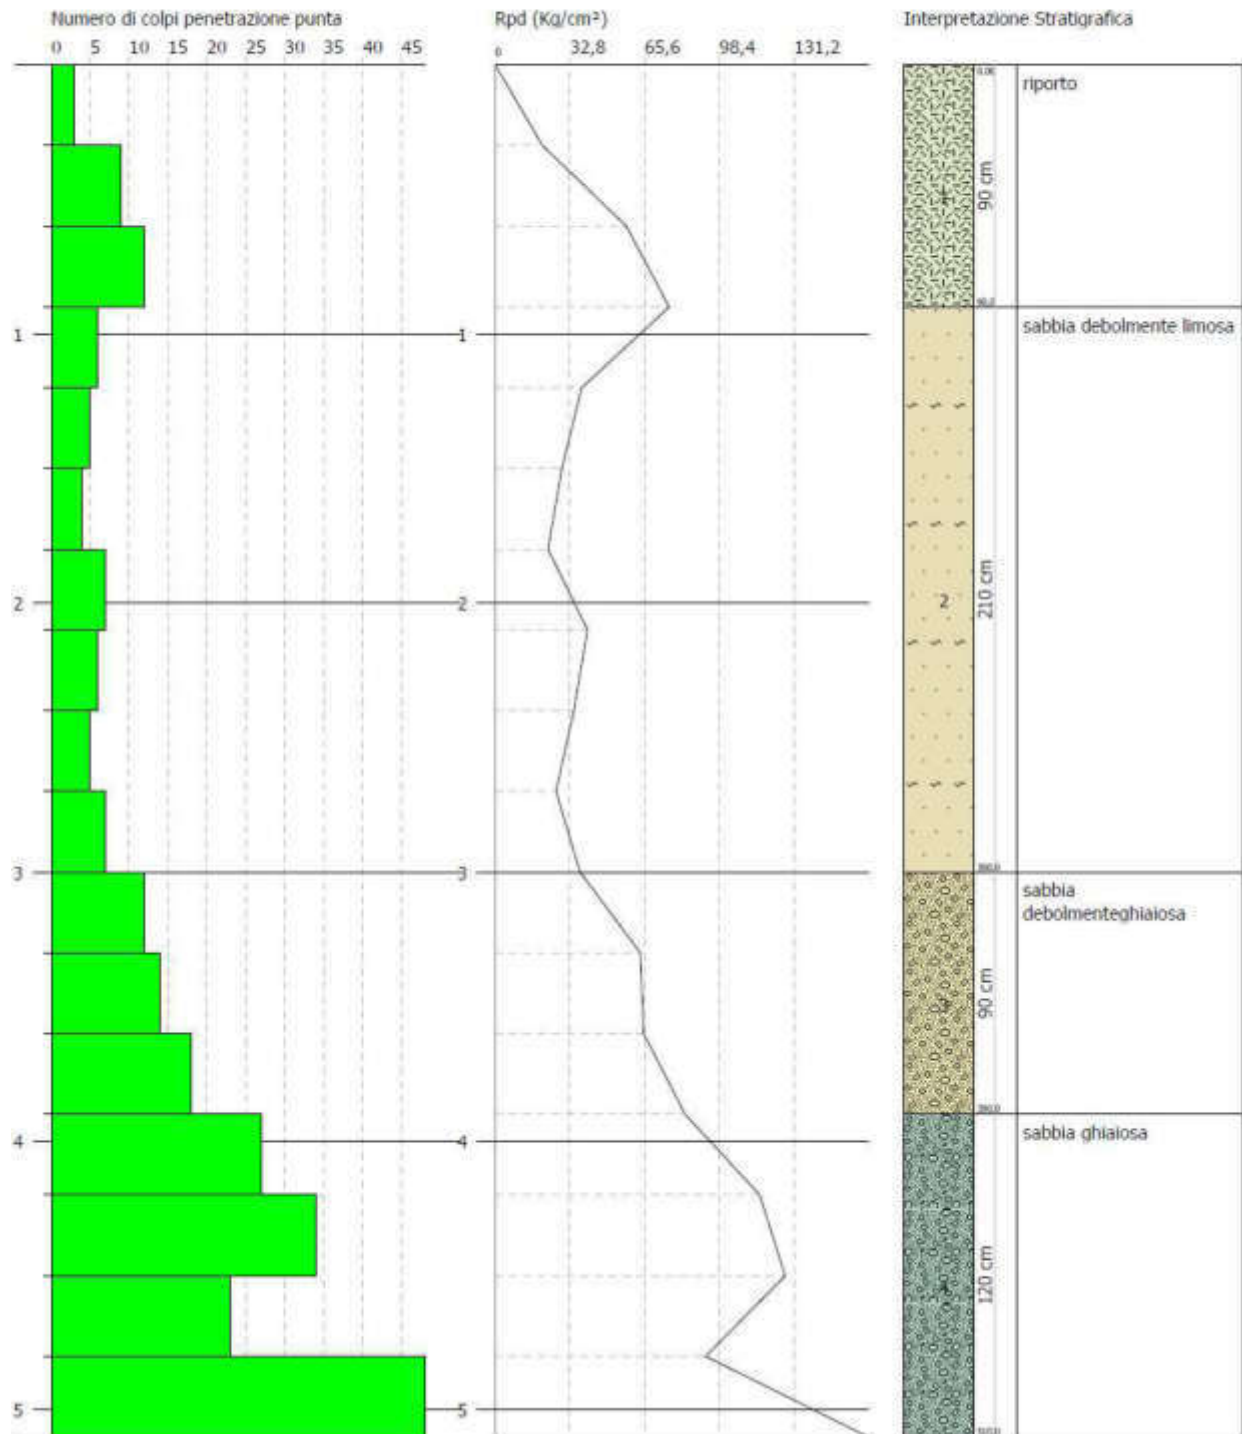 Numero di colpi penetrazione punta
0 5 10 15 20 25 30 35 40 45
Rpd (Kg/cm²)
0 32,8 65,6 98,4 131,2
Interpretazione Stratigrafica
riporto
90 cm
1 1
sabbia debolmente limosa
2 2
2
210 cm
3 3
sabbia
debolmenteghiaiosa
90 cm
4 4
sabbia ghiaiosa
120 cm
5 5